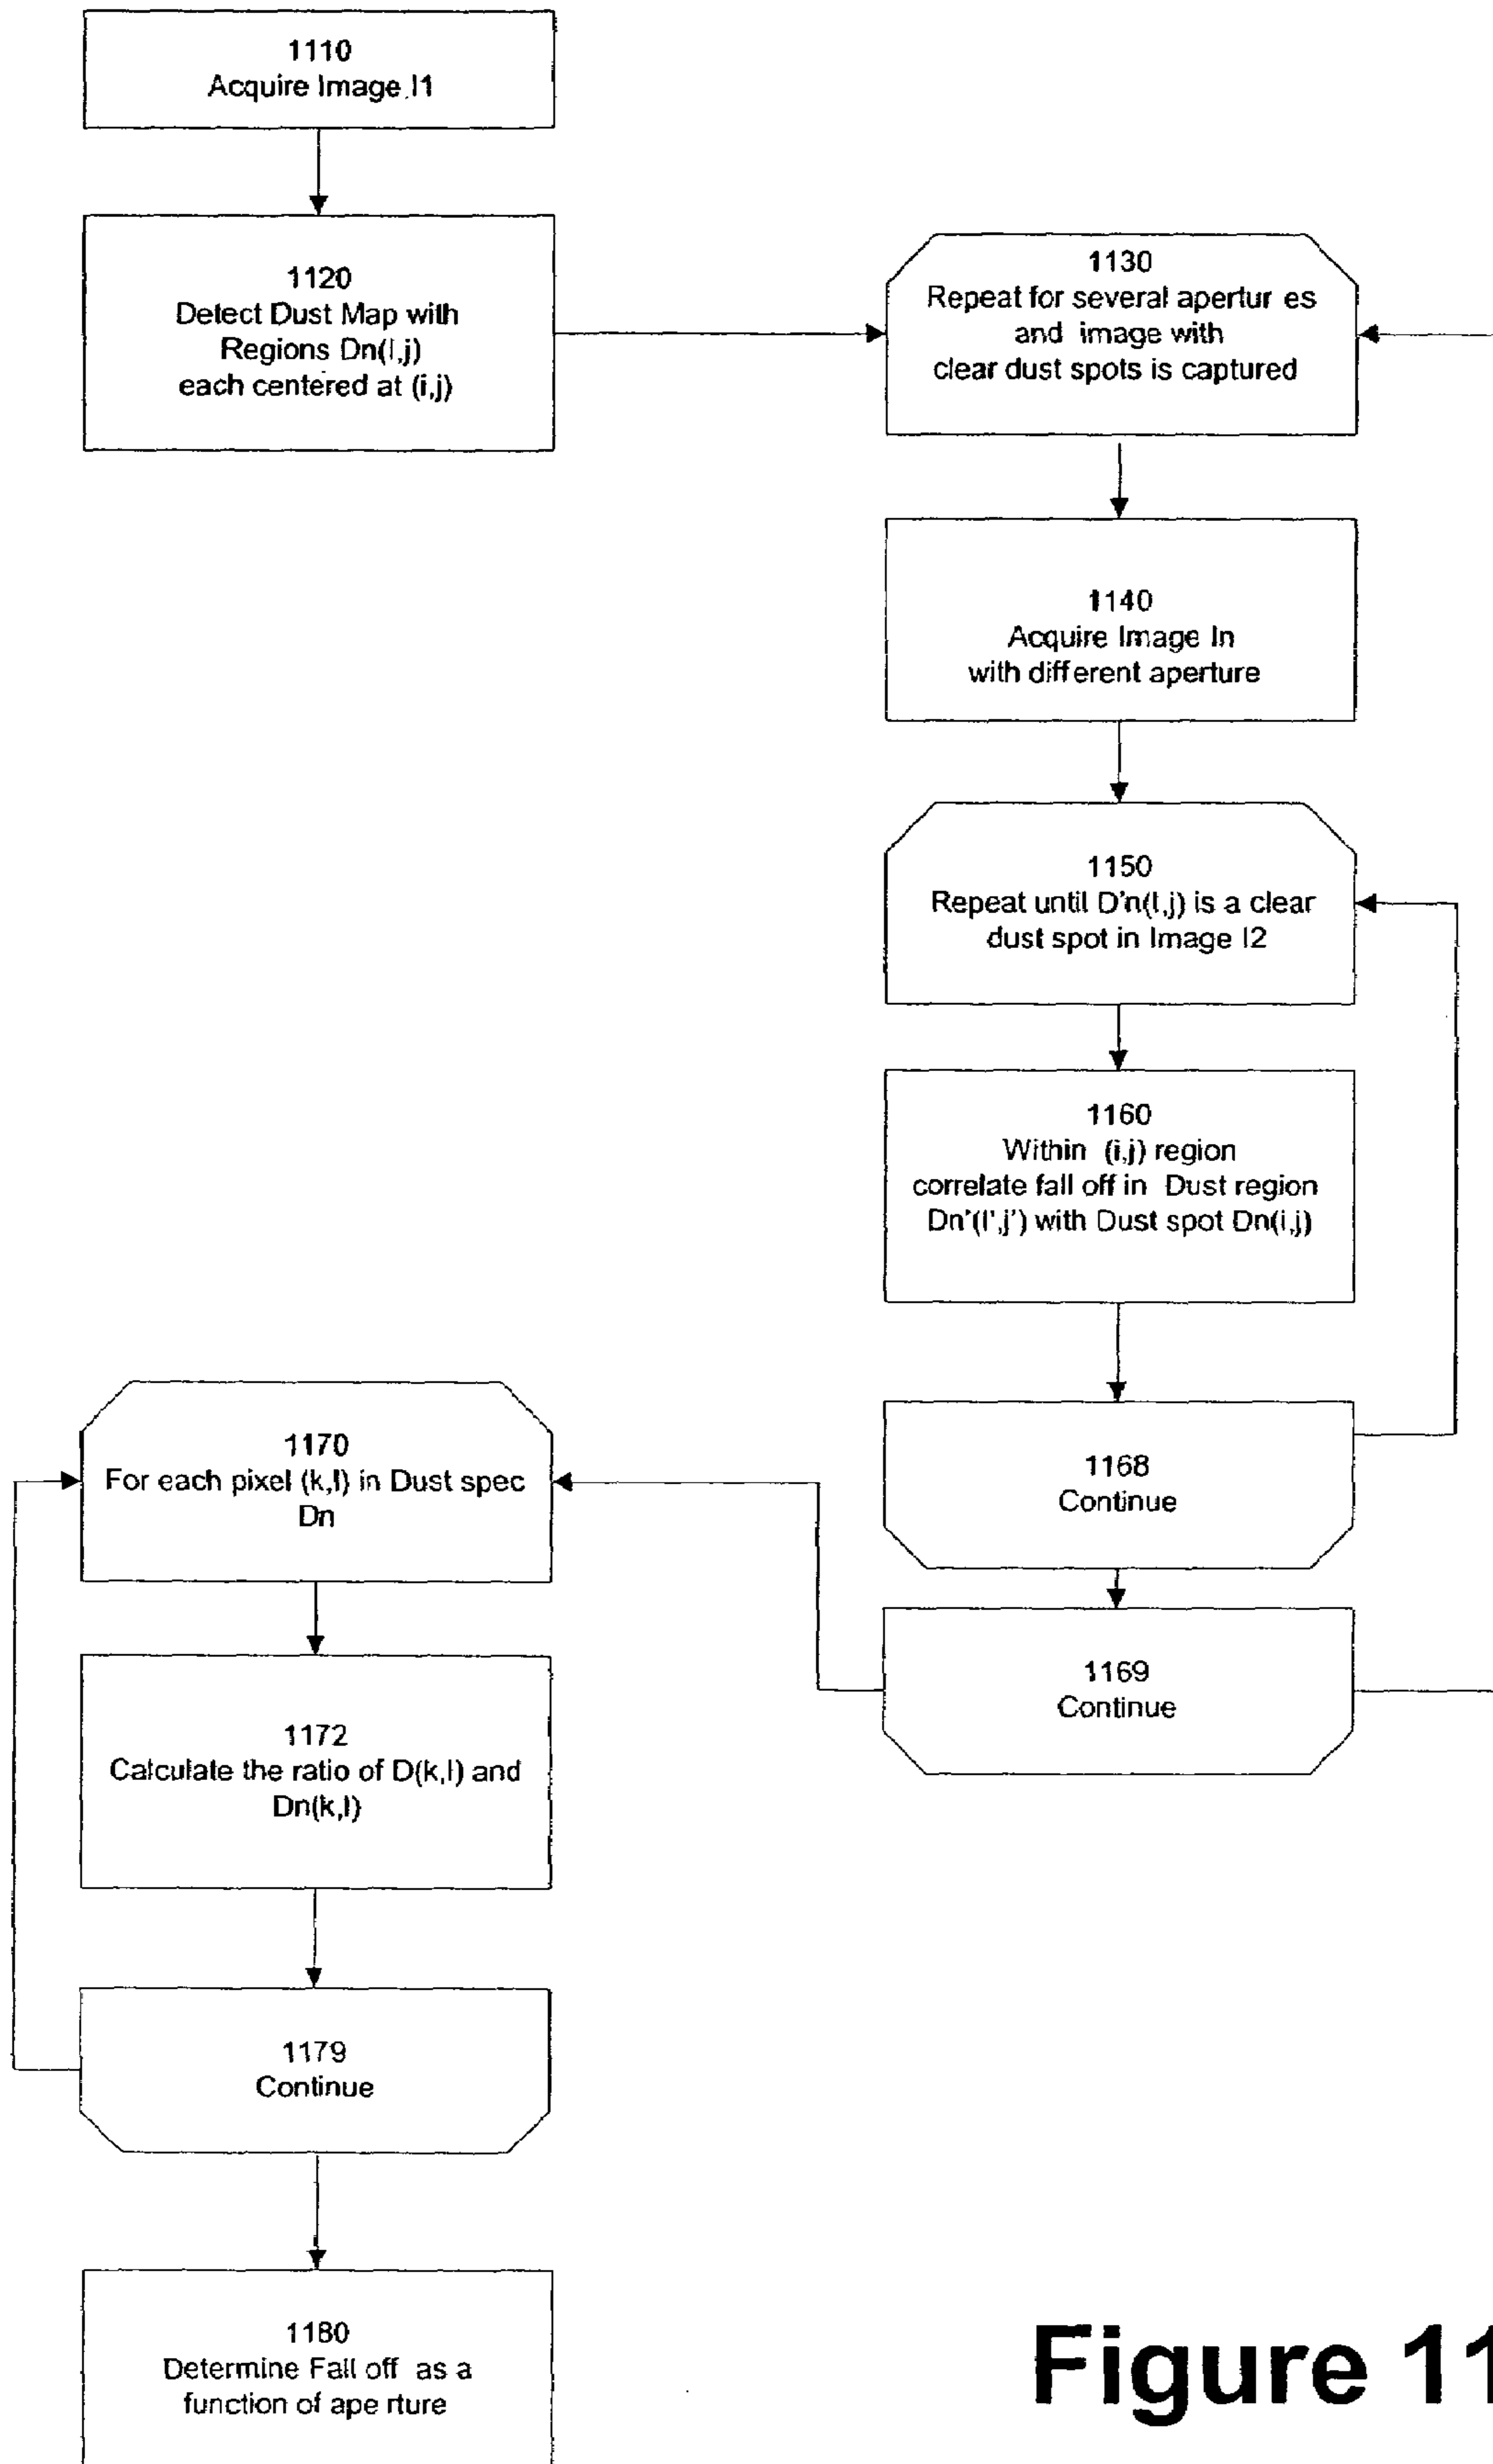 1110
Acquire Image I1
1120
Detect Dust Map with
Regions Dn(I,j)
each centered at (i,j)
1130
Repeat for several apertur es
and image with
clear dust spots is captured
1140
Acquire Image In
with different aperture
1150
Repeat until D'n(I,j) is a clear
dust spot in Image I2
1160
Within (i,j) region
correlate fall off in Dust region
Dn'(I',j') with Dust spot Dn(i,j)
1168
Continue
1169
Continue
1170
For each pixel (k,l) in Dust spec
Dn
1172
Calculate the ratio of D(k,l) and
Dn(k,l)
1179
Continue
1180
Determine Fall off as a
function of ape rture
Figure 11